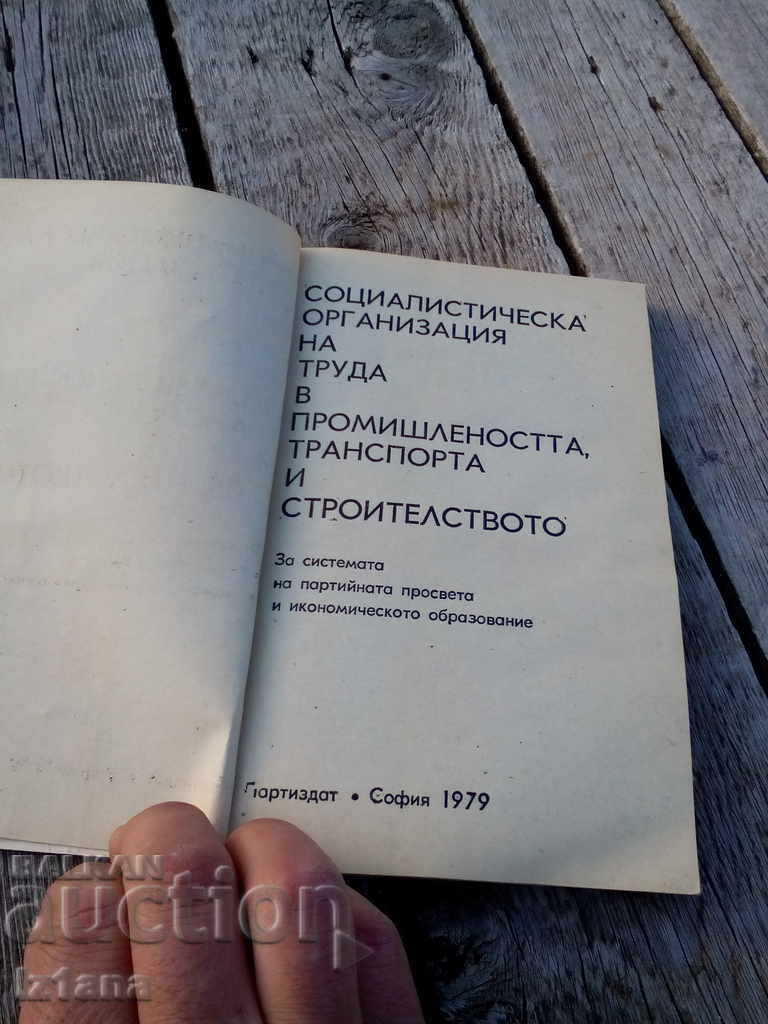 СОЦИАЛИСТИЧЕСКА
ОРГАНИЗАЦИЯ
НА
ТРУДА
В
ПРОМИШЛЕНОСТТА,
ТРАНСПОРТА
И
СТРОИТЕЛСТВОТО
За системата
на партийната просвета
и икономическото образование
Партиздат • София 1979
BALKAN
auction
Iz1ana